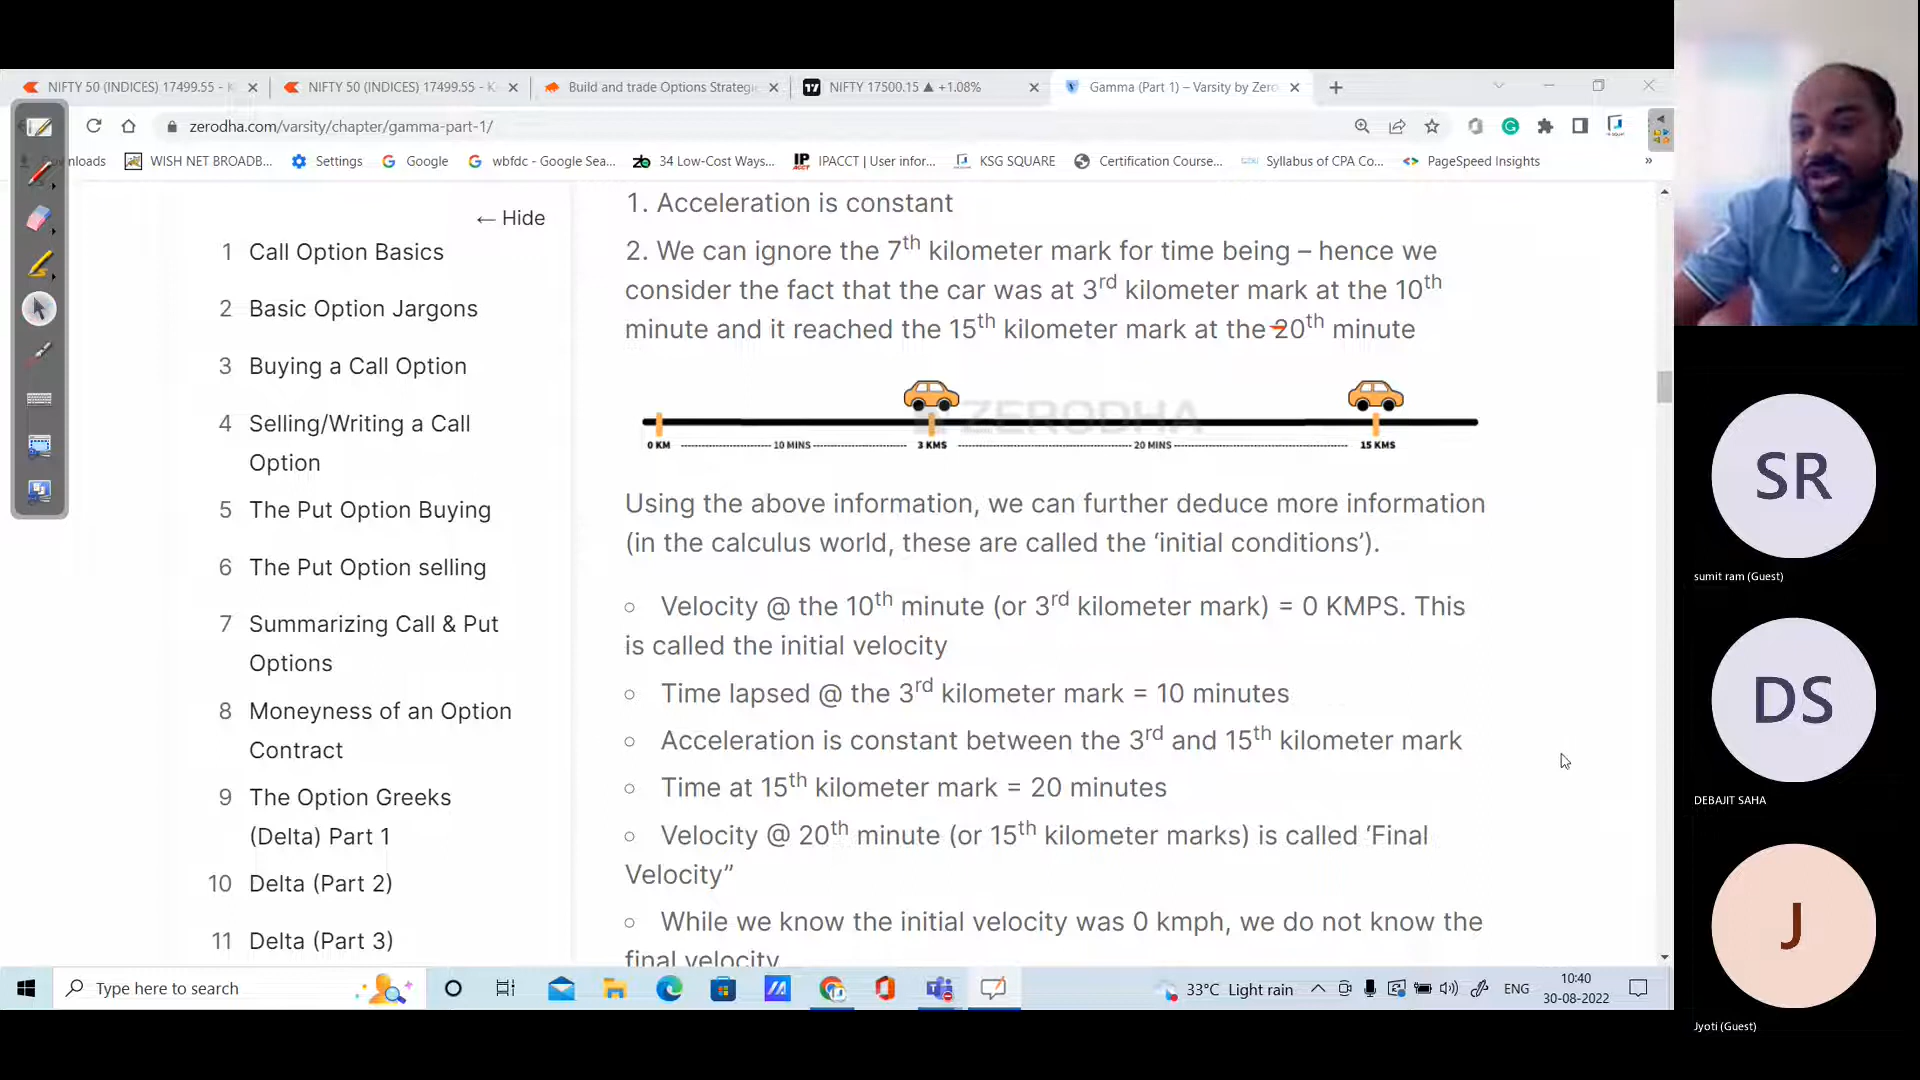 NIFTY 50 (INDICES) 17499.55 - K
NIFTY 50 (INDICES) 17499.55 - K
Build and trade Options Strategi
NIFTY 17500.15 ▲ +1.08%
Gamma (Part 1) – Varsity by Zero
zerodha.com/varsity/chapter/gamma-part-1/
WISH NET BROADB...
Settings
Google
wbfdc - Google Sea...
34 Low-Cost Ways...
IPACCT | User infor...
KSG SQUARE
Certification Course...
Syllabus of CPA Co...
PageSpeed Insights
»
← Hide
1 Call Option Basics
2 Basic Option Jargons
3 Buying a Call Option
4 Selling/Writing a Call
Option
5 The Put Option Buying
6 The Put Option selling
7 Summarizing Call & Put
Options
8 Moneyness of an Option
Contract
9 The Option Greeks
(Delta) Part 1
10 Delta (Part 2)
11 Delta (Part 3)
1. Acceleration is constant
2. We can ignore the 7th kilometer mark for time being – hence we
consider the fact that the car was at 3rd kilometer mark at the 10th
minute and it reached the 15th kilometer mark at the 20th minute
ZERODHA
0 KM 10 MINS 3 KMS 20 MINS 15 KMS
Using the above information, we can further deduce more information
(in the calculus world, these are called the ‘initial conditions’).
○ Velocity @ the 10th minute (or 3rd kilometer mark) = 0 KMPS. This
is called the initial velocity
○ Time lapsed @ the 3rd kilometer mark = 10 minutes
○ Acceleration is constant between the 3rd and 15th kilometer mark
○ Time at 15th kilometer mark = 20 minutes
○ Velocity @ 20th minute (or 15th kilometer marks) is called ‘Final
Velocity”
○ While we know the initial velocity was 0 kmph, we do not know the
final velocity
Type here to search
33°C Light rain
ENG
10:40
30-08-2022
SR
sumit ram (Guest)
DS
DEBAJIT SAHA
J
Jyoti (Guest)